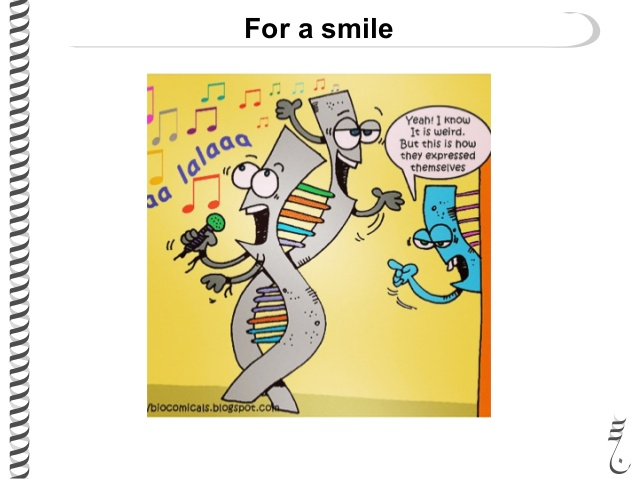 For a smile
aa lalaaa
Yeah! I know
It is weird.
But this is how
they expressed
themselves
/biocomicals.blogspot.com